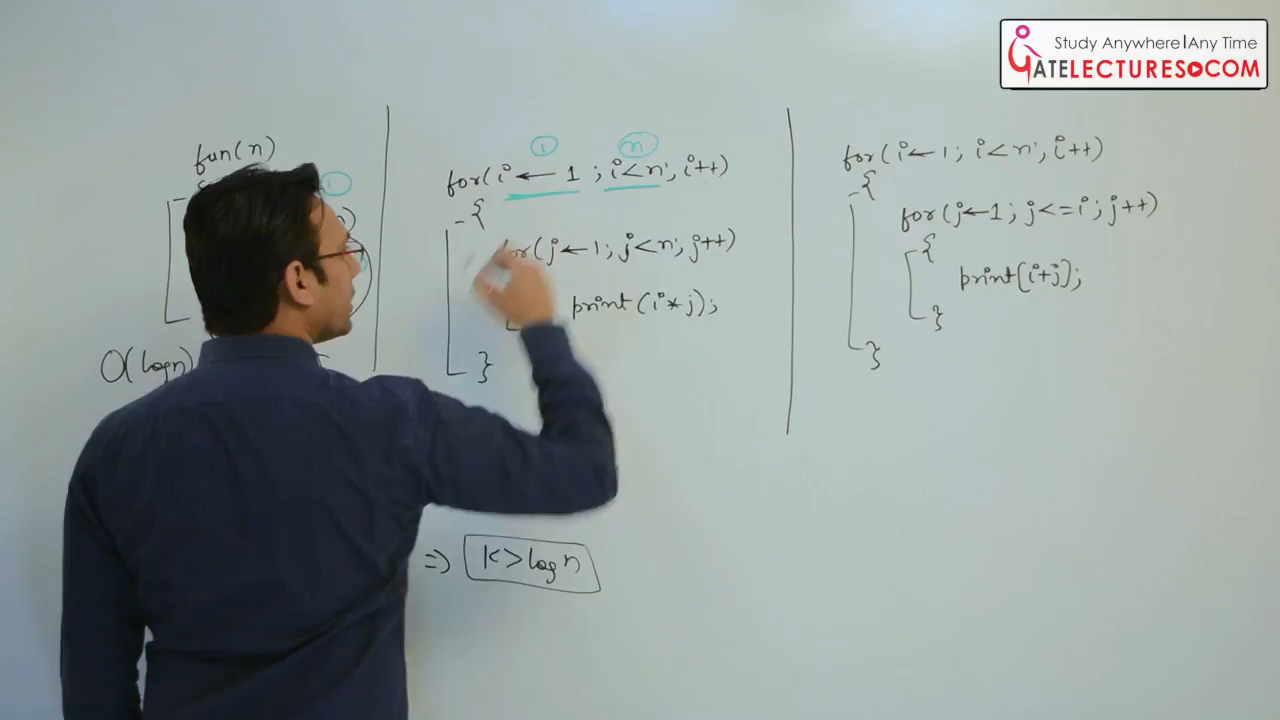 Study Anywhere|Any Time
GATELECTURES.COM
fun(n)
O(logn)
1
n
for(i ← 1 ; i<n; i++)
{
for(j ← 1; j<n; j++)
print(i*j);
}
⇒ K>logn
for(i←1; i<n; i++)
{
for(j←1; j<=i; j++)
{
print(i+j);
}
}